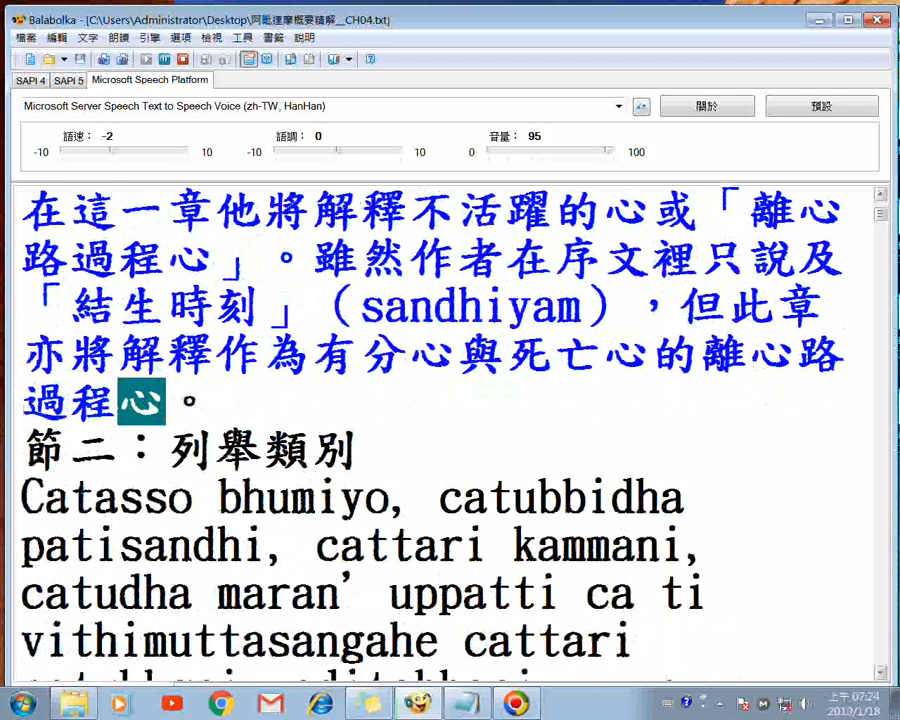 Balabolka - [C:\Users\Administrator\Desktop\阿毗達摩概要精解__CH04.txt]
檔案 編輯 文字 朗讀 引擎 選項 檢視 工具 書籤 說明
SAPI 4 SAPI 5 Microsoft Speech Platform
Microsoft Server Speech Text to Speech Voice (zh-TW, HanHan) 關於 預設
語速： -2 語調： 0 音量： 95
-10 10 -10 10 0 100
在這一章他將解釋不活躍的心或「離心
路過程心」。雖然作者在序文裡只說及
「結生時刻」（sandhiyam），但此章
亦將解釋作為有分心與死亡心的離心路
過程心。
節二：列舉類別
Catasso bhumiyo, catubbidha
patisandhi, cattari kammani,
catudha maran’ uppatti ca ti
vithimuttasangahe cattari
上午 07:24
2019/1/18